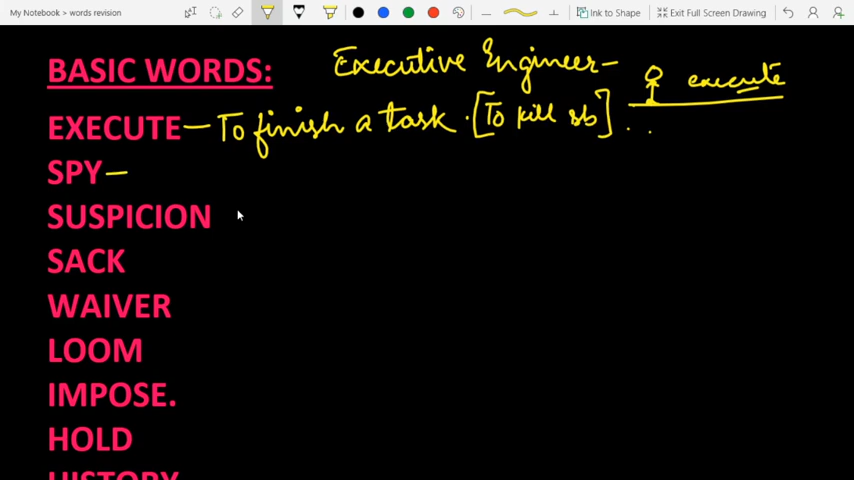 My Notebook > words revision
Ink to Shape
Exit Full Screen Drawing
BASIC WORDS:
Executive Engineer-
execute
EXECUTE - To finish a task. [To kill sb] ..
SPY -
SUSPICION
SACK
WAIVER
LOOM
IMPOSE.
HOLD
HISTORY